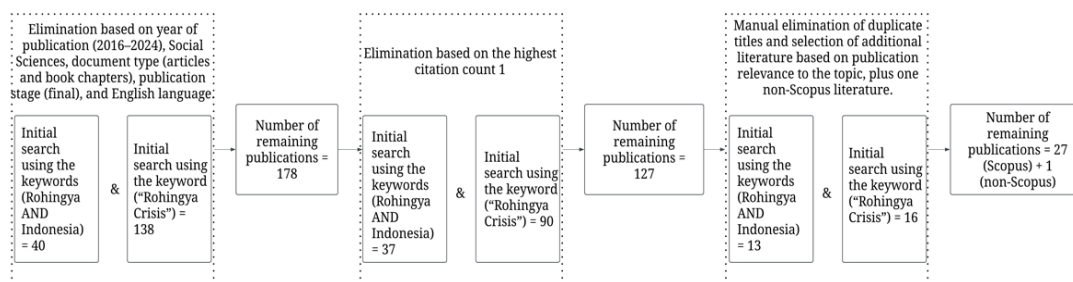 Elimination based on year of
publication (2016–2024), Social
Sciences, document type (articles
and book chapters), publication
stage (final), and English language.
Initial
search
using the
keywords
(Rohingya
AND
Indonesia)
= 40
&
Initial
search using
the keyword
(“Rohingya
Crisis”) =
138
Number of
remaining
publications =
178
Elimination based on the highest
citation count 1
Initial
search
using the
keywords
(Rohingya
AND
Indonesia)
= 37
&
Initial
search using
the keyword
(“Rohingya
Crisis”) = 90
Number of
remaining
publications =
127
Manual elimination of duplicate
titles and selection of additional
literature based on publication
relevance to the topic, plus one
non-Scopus literature.
Initial
search
using the
keywords
(Rohingya
AND
Indonesia)
= 13
&
Initial
search using
the keyword
(“Rohingya
Crisis”) = 16
Number of
remaining
publications = 27
(Scopus) + 1
(non-Scopus)